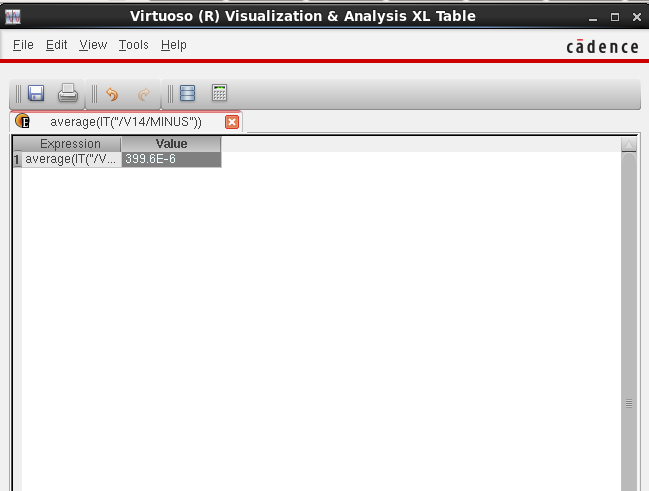 Virtuoso (R) Visualization & Analysis XL Table
File Edit View Tools Help
cādence
E average(IT("/V14/MINUS"))
Expression Value
1 average(IT("/V... 399.6E-6